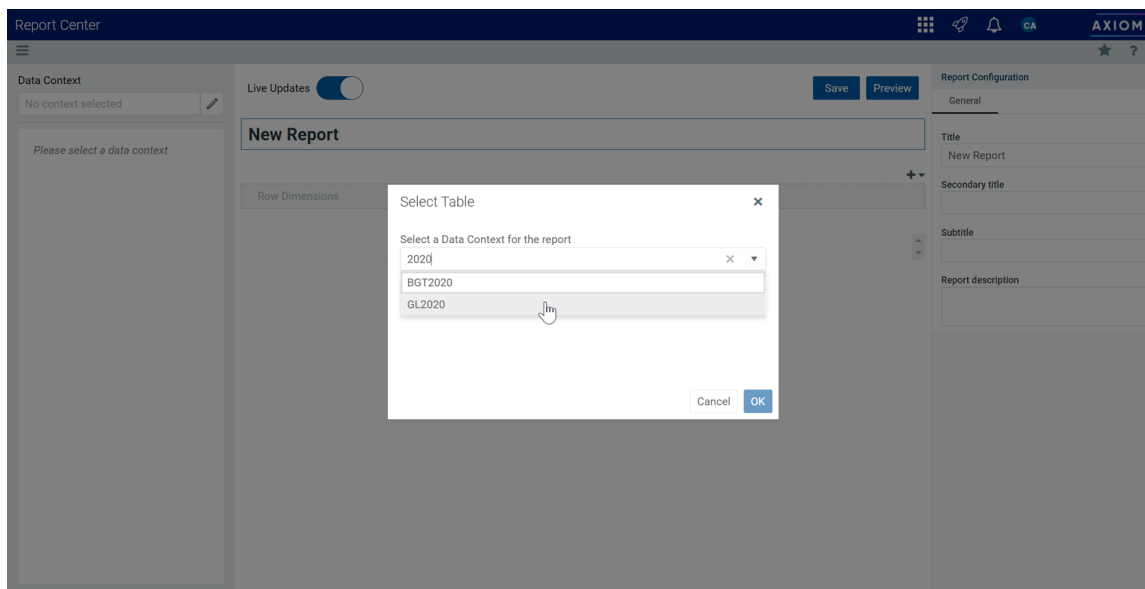 Report Center
CA
AXIOM
?
Data Context
No context selected
Please select a data context
Live Updates
Save
Preview
New Report
Row Dimensions
Select Table
Select a Data Context for the report
2020
BGT2020
GL2020
Cancel
OK
Report Configuration
General
Title
New Report
Secondary title
Subtitle
Report description